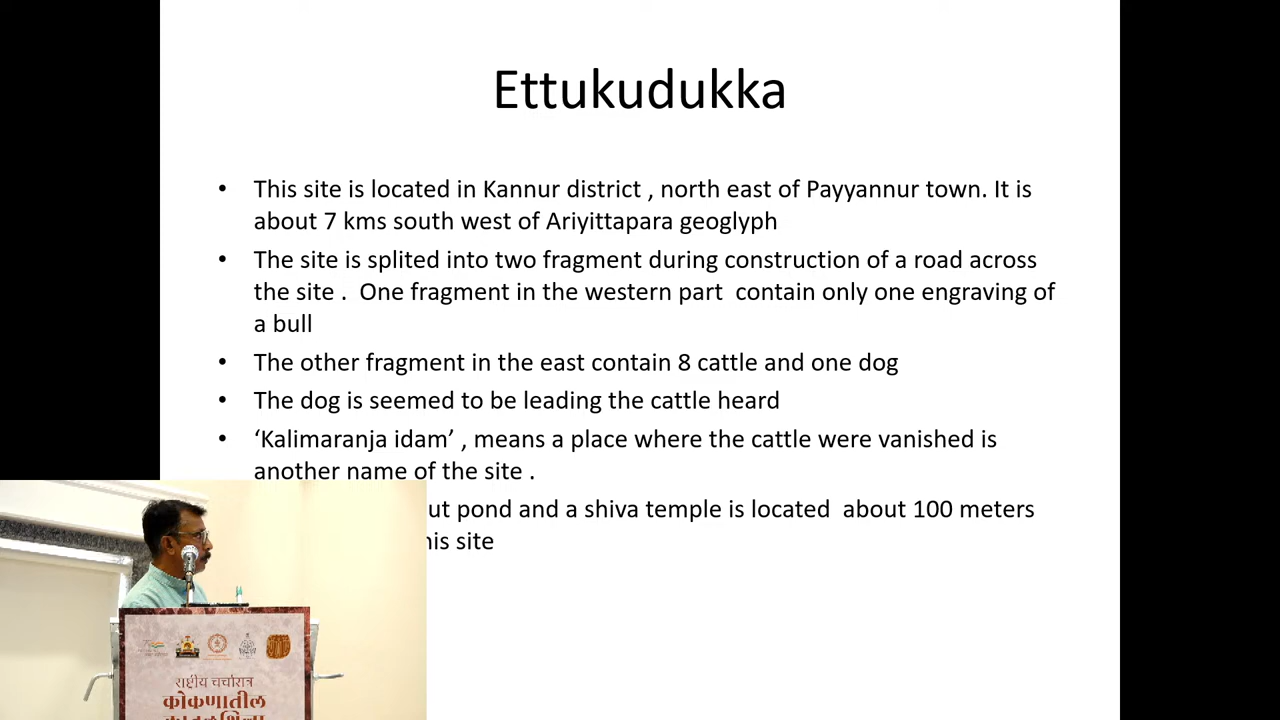 Ettukudukka
• This site is located in Kannur district , north east of Payyannur town. It is
about 7 kms south west of Ariyittapara geoglyph
• The site is splited into two fragment during construction of a road across
the site .  One fragment in the western part  contain only one engraving of
a bull
• The other fragment in the east contain 8 cattle and one dog
• The dog is seemed to be leading the cattle heard
• ‘Kalimaranja idam’ , means a place where the cattle were vanished is
another name of the site .
pond and a shiva temple is located  about 100 meters
site
राष्ट्रीय चर्चासत्र
कोकणातील